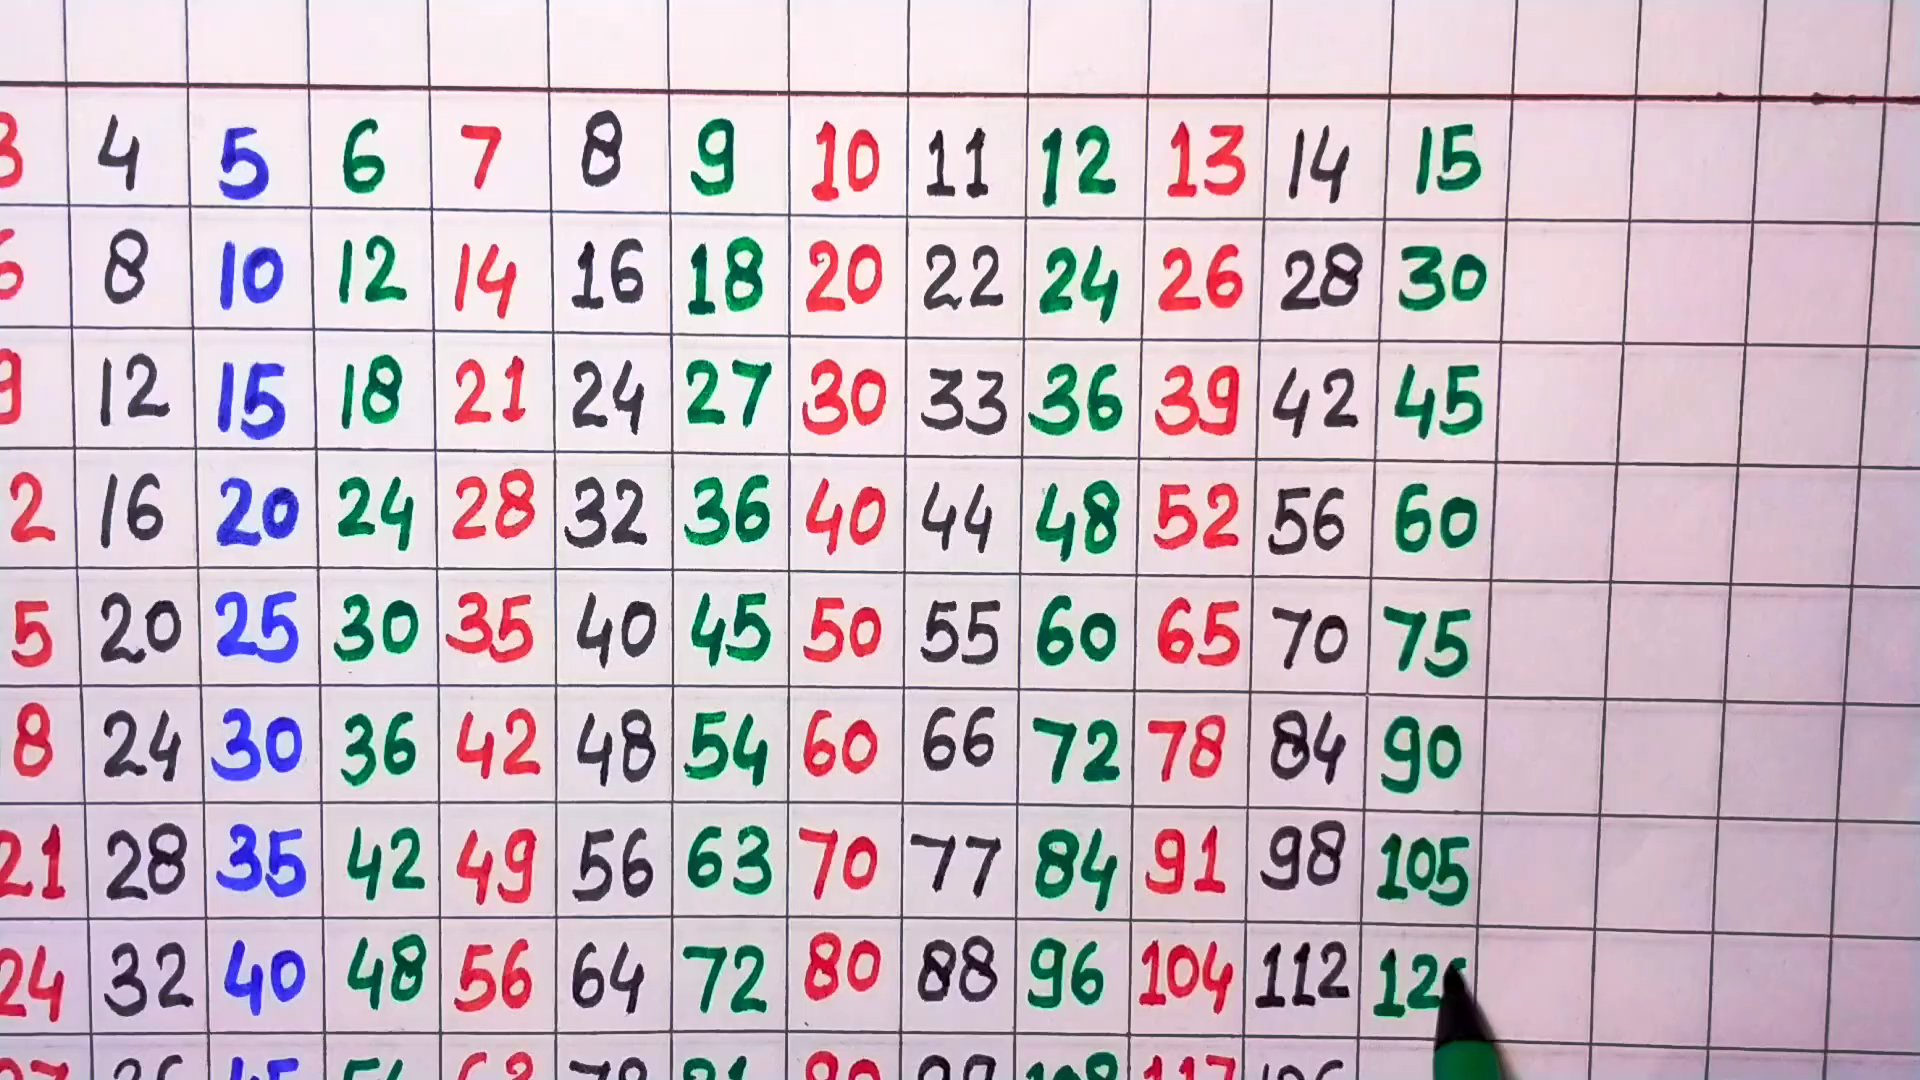 3 4 5 6 7 8 9 10 11 12 13 14 15
6 8 10 12 14 16 18 20 22 24 26 28 30
9 12 15 18 21 24 27 30 33 36 39 42 45
2 16 20 24 28 32 36 40 44 48 52 56 60
5 20 25 30 35 40 45 50 55 60 65 70 75
8 24 30 36 42 48 54 60 66 72 78 84 90
21 28 35 42 49 56 63 70 77 84 91 98 105
24 32 40 48 56 64 72 80 88 96 104 112 12